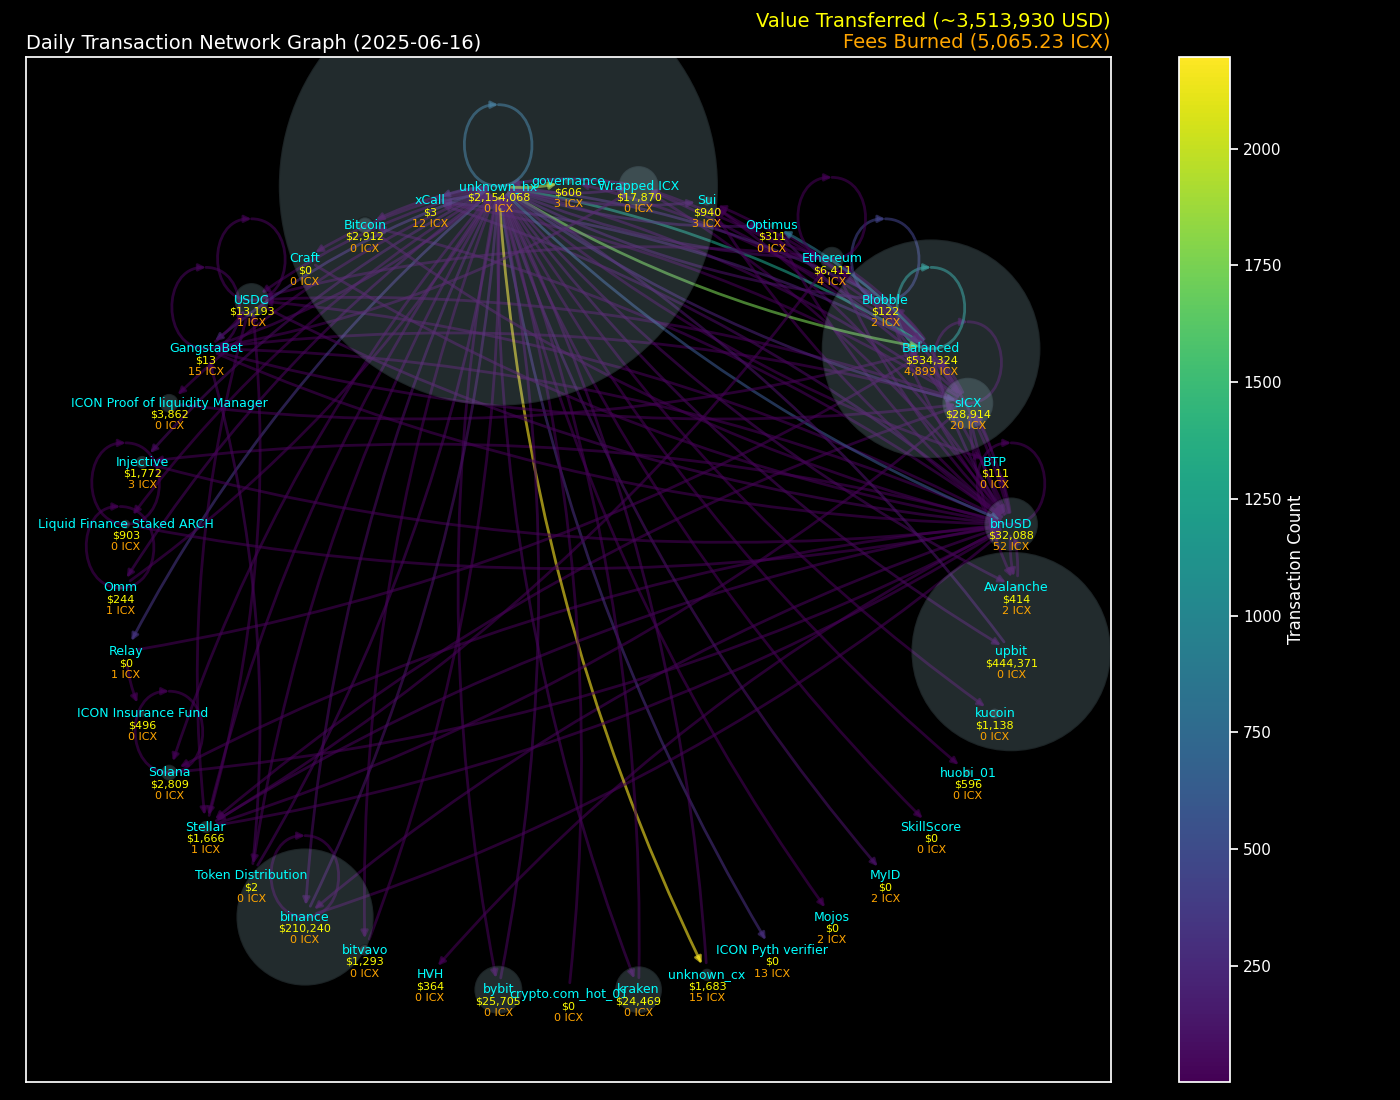 Value Transferred (~3,513,930 USD)
Daily Transaction Network Graph (2025-06-16)
Fees Burned (5,065.23 ICX)
unknown_hx
$2,154,068
0 ICX
governance
$606
3 ICX
Wrapped ICX
$17,870
0 ICX
xCall
$3
12 ICX
Sui
$940
3 ICX
Bitcoin
$2,912
0 ICX
Optimus
$311
0 ICX
Craft
$0
0 ICX
Ethereum
$6,411
4 ICX
USDC
$13,193
1 ICX
Blobble
$122
2 ICX
GangstaBet
$13
15 ICX
Balanced
$534,324
4,899 ICX
ICON Proof of liquidity Manager
$3,862
0 ICX
sICX
$28,914
20 ICX
Injective
$1,772
3 ICX
BTP
$111
0 ICX
Liquid Finance Staked ARCH
$903
0 ICX
bnUSD
$32,088
52 ICX
Omm
$244
1 ICX
Avalanche
$414
2 ICX
Relay
$0
1 ICX
upbit
$444,371
0 ICX
ICON Insurance Fund
$496
0 ICX
kucoin
$1,138
0 ICX
Solana
$2,809
0 ICX
huobi_01
$596
0 ICX
Stellar
$1,666
1 ICX
SkillScore
$0
0 ICX
Token Distribution
$2
0 ICX
MyID
$0
2 ICX
binance
$210,240
0 ICX
Mojos
$0
2 ICX
bitvavo
$1,293
0 ICX
ICON Pyth verifier
$0
13 ICX
HVH
$364
0 ICX
unknown_cx
$1,683
15 ICX
bybit
$25,705
0 ICX
crypto.com_hot_01
$0
0 ICX
kraken
$24,469
0 ICX
2000
1750
1500
1250
1000
750
500
250
Transaction Count